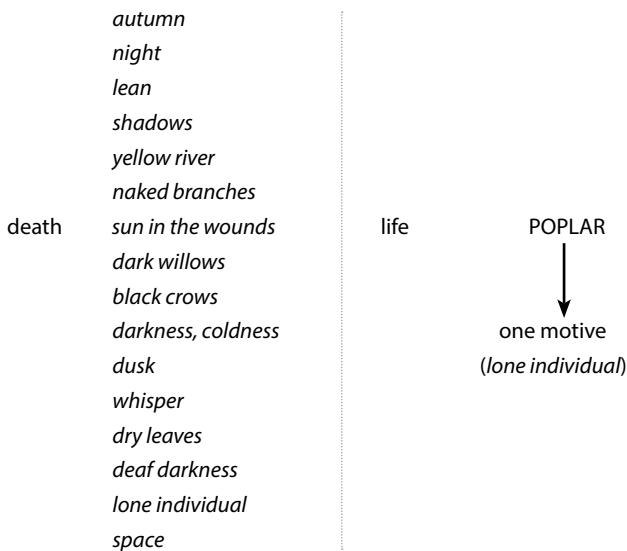 autumn
night
lean
shadows
yellow river
naked branches
death sun in the wounds life POPLAR
dark willows
black crows
darkness, coldness one motive
dusk (lone individual)
whisper
dry leaves
deaf darkness
lone individual
space